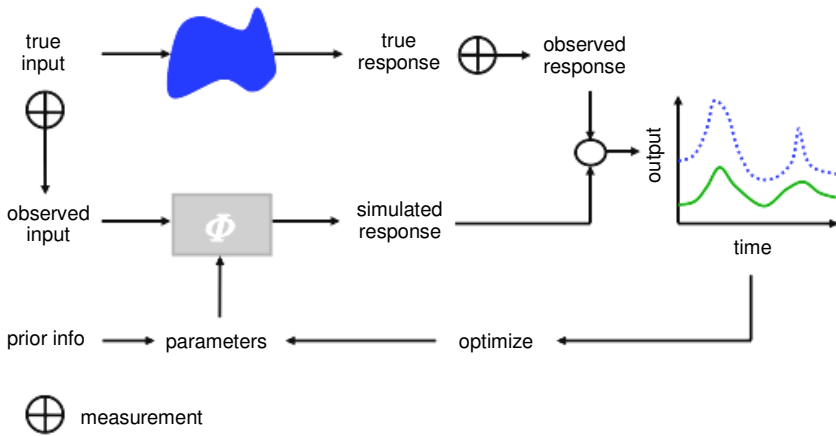 true
input
true
response
observed
response
output
observed
input
Φ
simulated
response
time
prior info
parameters
optimize
measurement